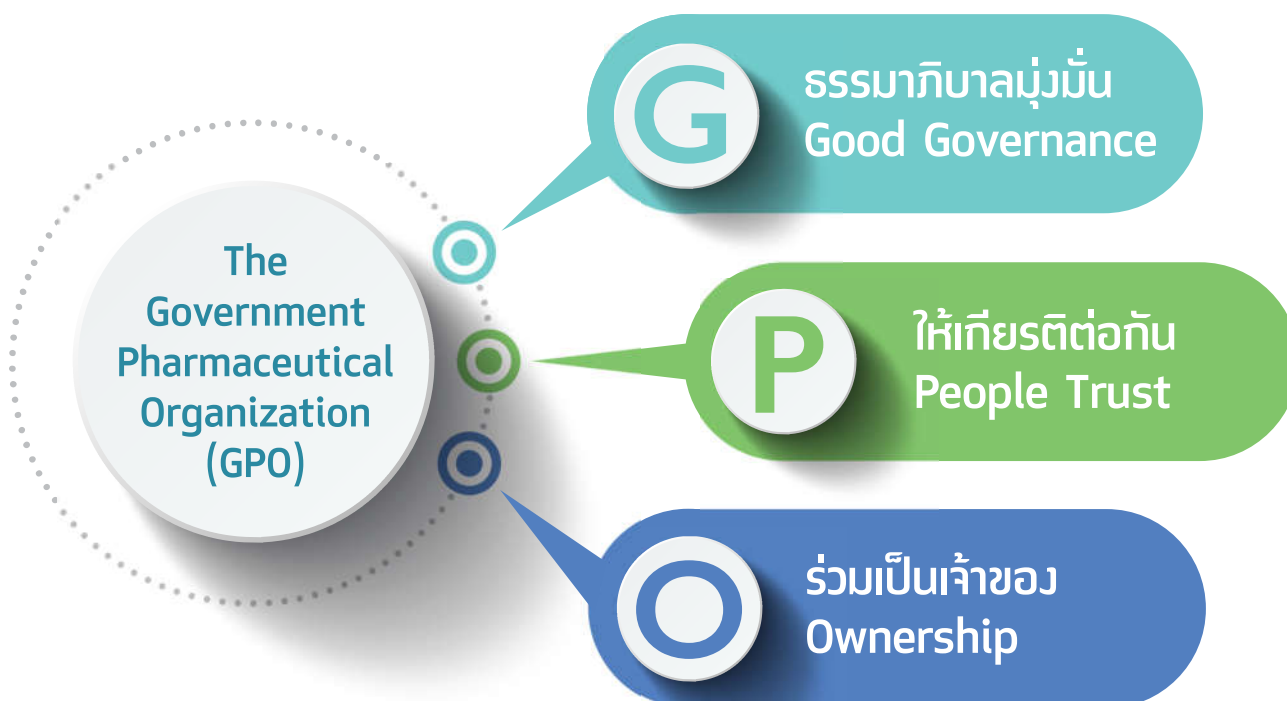 The
Government
Pharmaceutical
Organization
(GPO)
G
ธรรมาภิบาลมุ่งมั่น
Good Governance
P
ให้เกียรติต่อกัน
People Trust
O
ร่วมเป็นเจ้าของ
Ownership